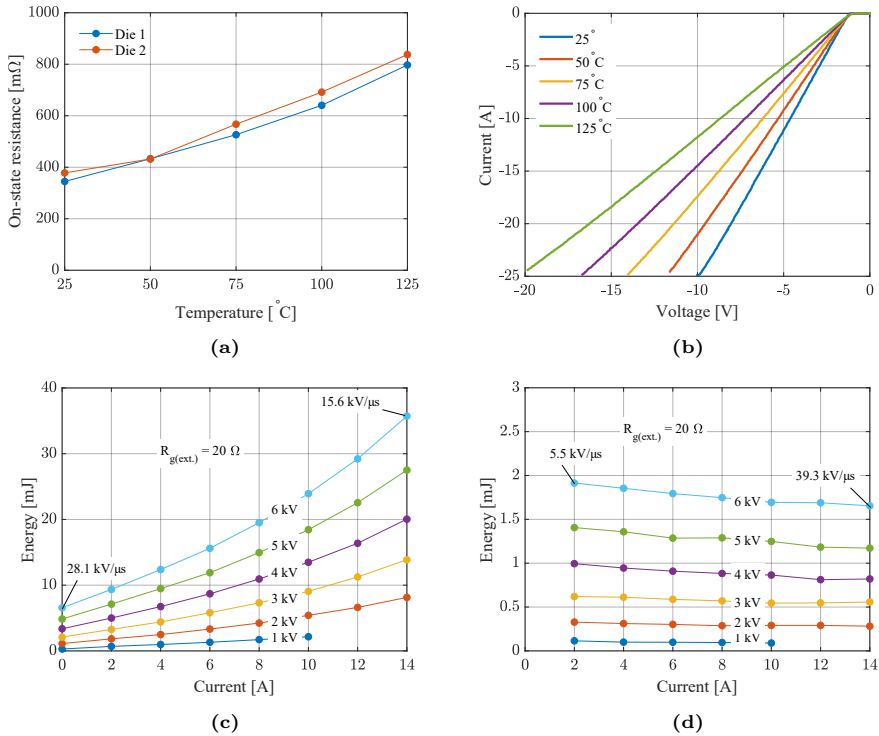 1000
800
600
400
200
0
25
50
75
100
125
On-state resistance [mΩ]
Temperature [°C]
Die 1
Die 2
(a)
0
-5
-10
-15
-20
-25
-20
-15
-10
-5
0
Current [A]
Voltage [V]
25°
50°C
75°C
100°C
125°C
(b)
40
30
20
10
0
0
2
4
6
8
10
12
14
Energy [mJ]
Current [A]
15.6 kV/µs
Rg(ext.) = 20 Ω
28.1 kV/µs
6 kV
5 kV
4 kV
3 kV
2 kV
1 kV
(c)
3
2.5
2
1.5
1
0.5
0
0
2
4
6
8
10
12
14
Energy [mJ]
Current [A]
Rg(ext.) = 20 Ω
5.5 kV/µs
39.3 kV/µs
6 kV
5 kV
4 kV
3 kV
2 kV
1 kV
(d)